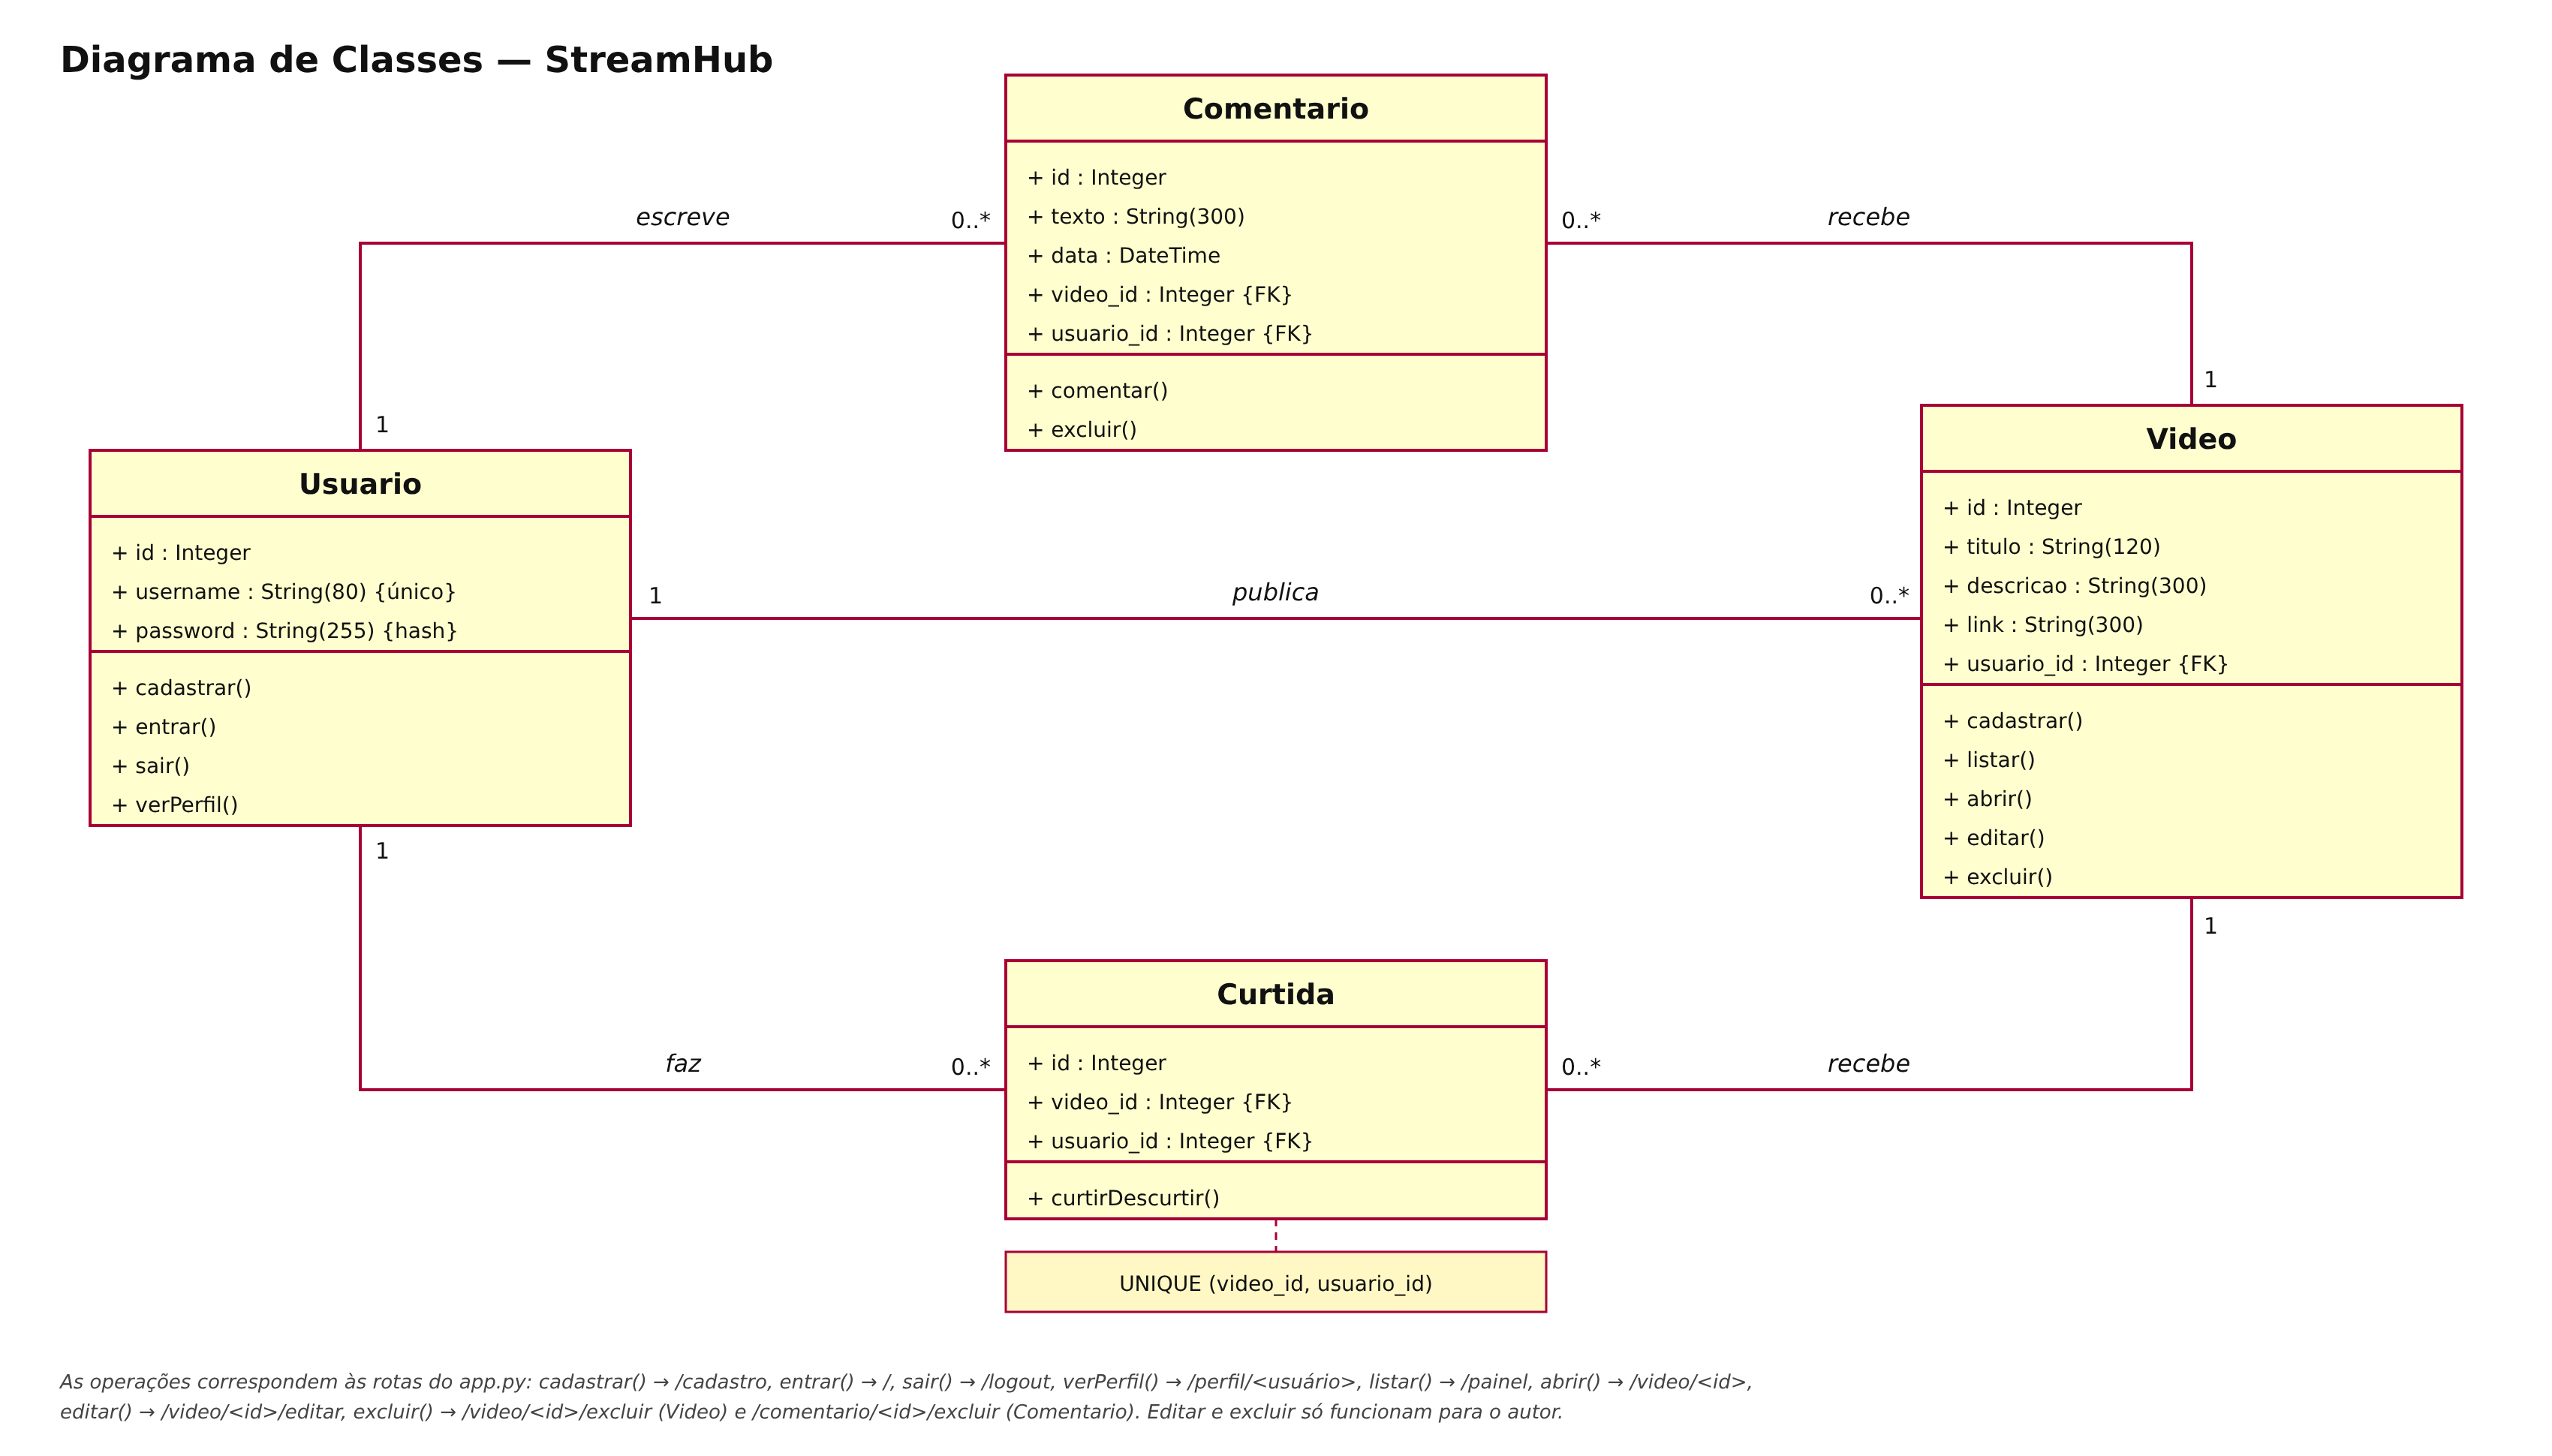 Diagrama de Classes — StreamHub
Comentario
+ id : Integer
+ texto : String(300)
+ data : DateTime
+ video_id : Integer {FK}
+ usuario_id : Integer {FK}
+ comentar()
+ excluir()
escreve
0..*
1
0..*
recebe
1
Usuario
+ id : Integer
+ username : String(80) {único}
+ password : String(255) {hash}
+ cadastrar()
+ entrar()
+ sair()
+ verPerfil()
1
publica
0..*
Video
+ id : Integer
+ titulo : String(120)
+ descricao : String(300)
+ link : String(300)
+ usuario_id : Integer {FK}
+ cadastrar()
+ listar()
+ abrir()
+ editar()
+ excluir()
1
faz
0..*
1
0..*
recebe
Curtida
+ id : Integer
+ video_id : Integer {FK}
+ usuario_id : Integer {FK}
+ curtirDescurtir()
UNIQUE (video_id, usuario_id)
As operações correspondem às rotas do app.py: cadastrar() → /cadastro, entrar() → /, sair() → /logout, verPerfil() → /perfil/<usuário>, listar() → /painel, abrir() → /video/<id>,
editar() → /video/<id>/editar, excluir() → /video/<id>/excluir (Video) e /comentario/<id>/excluir (Comentario). Editar e excluir só funcionam para o autor.